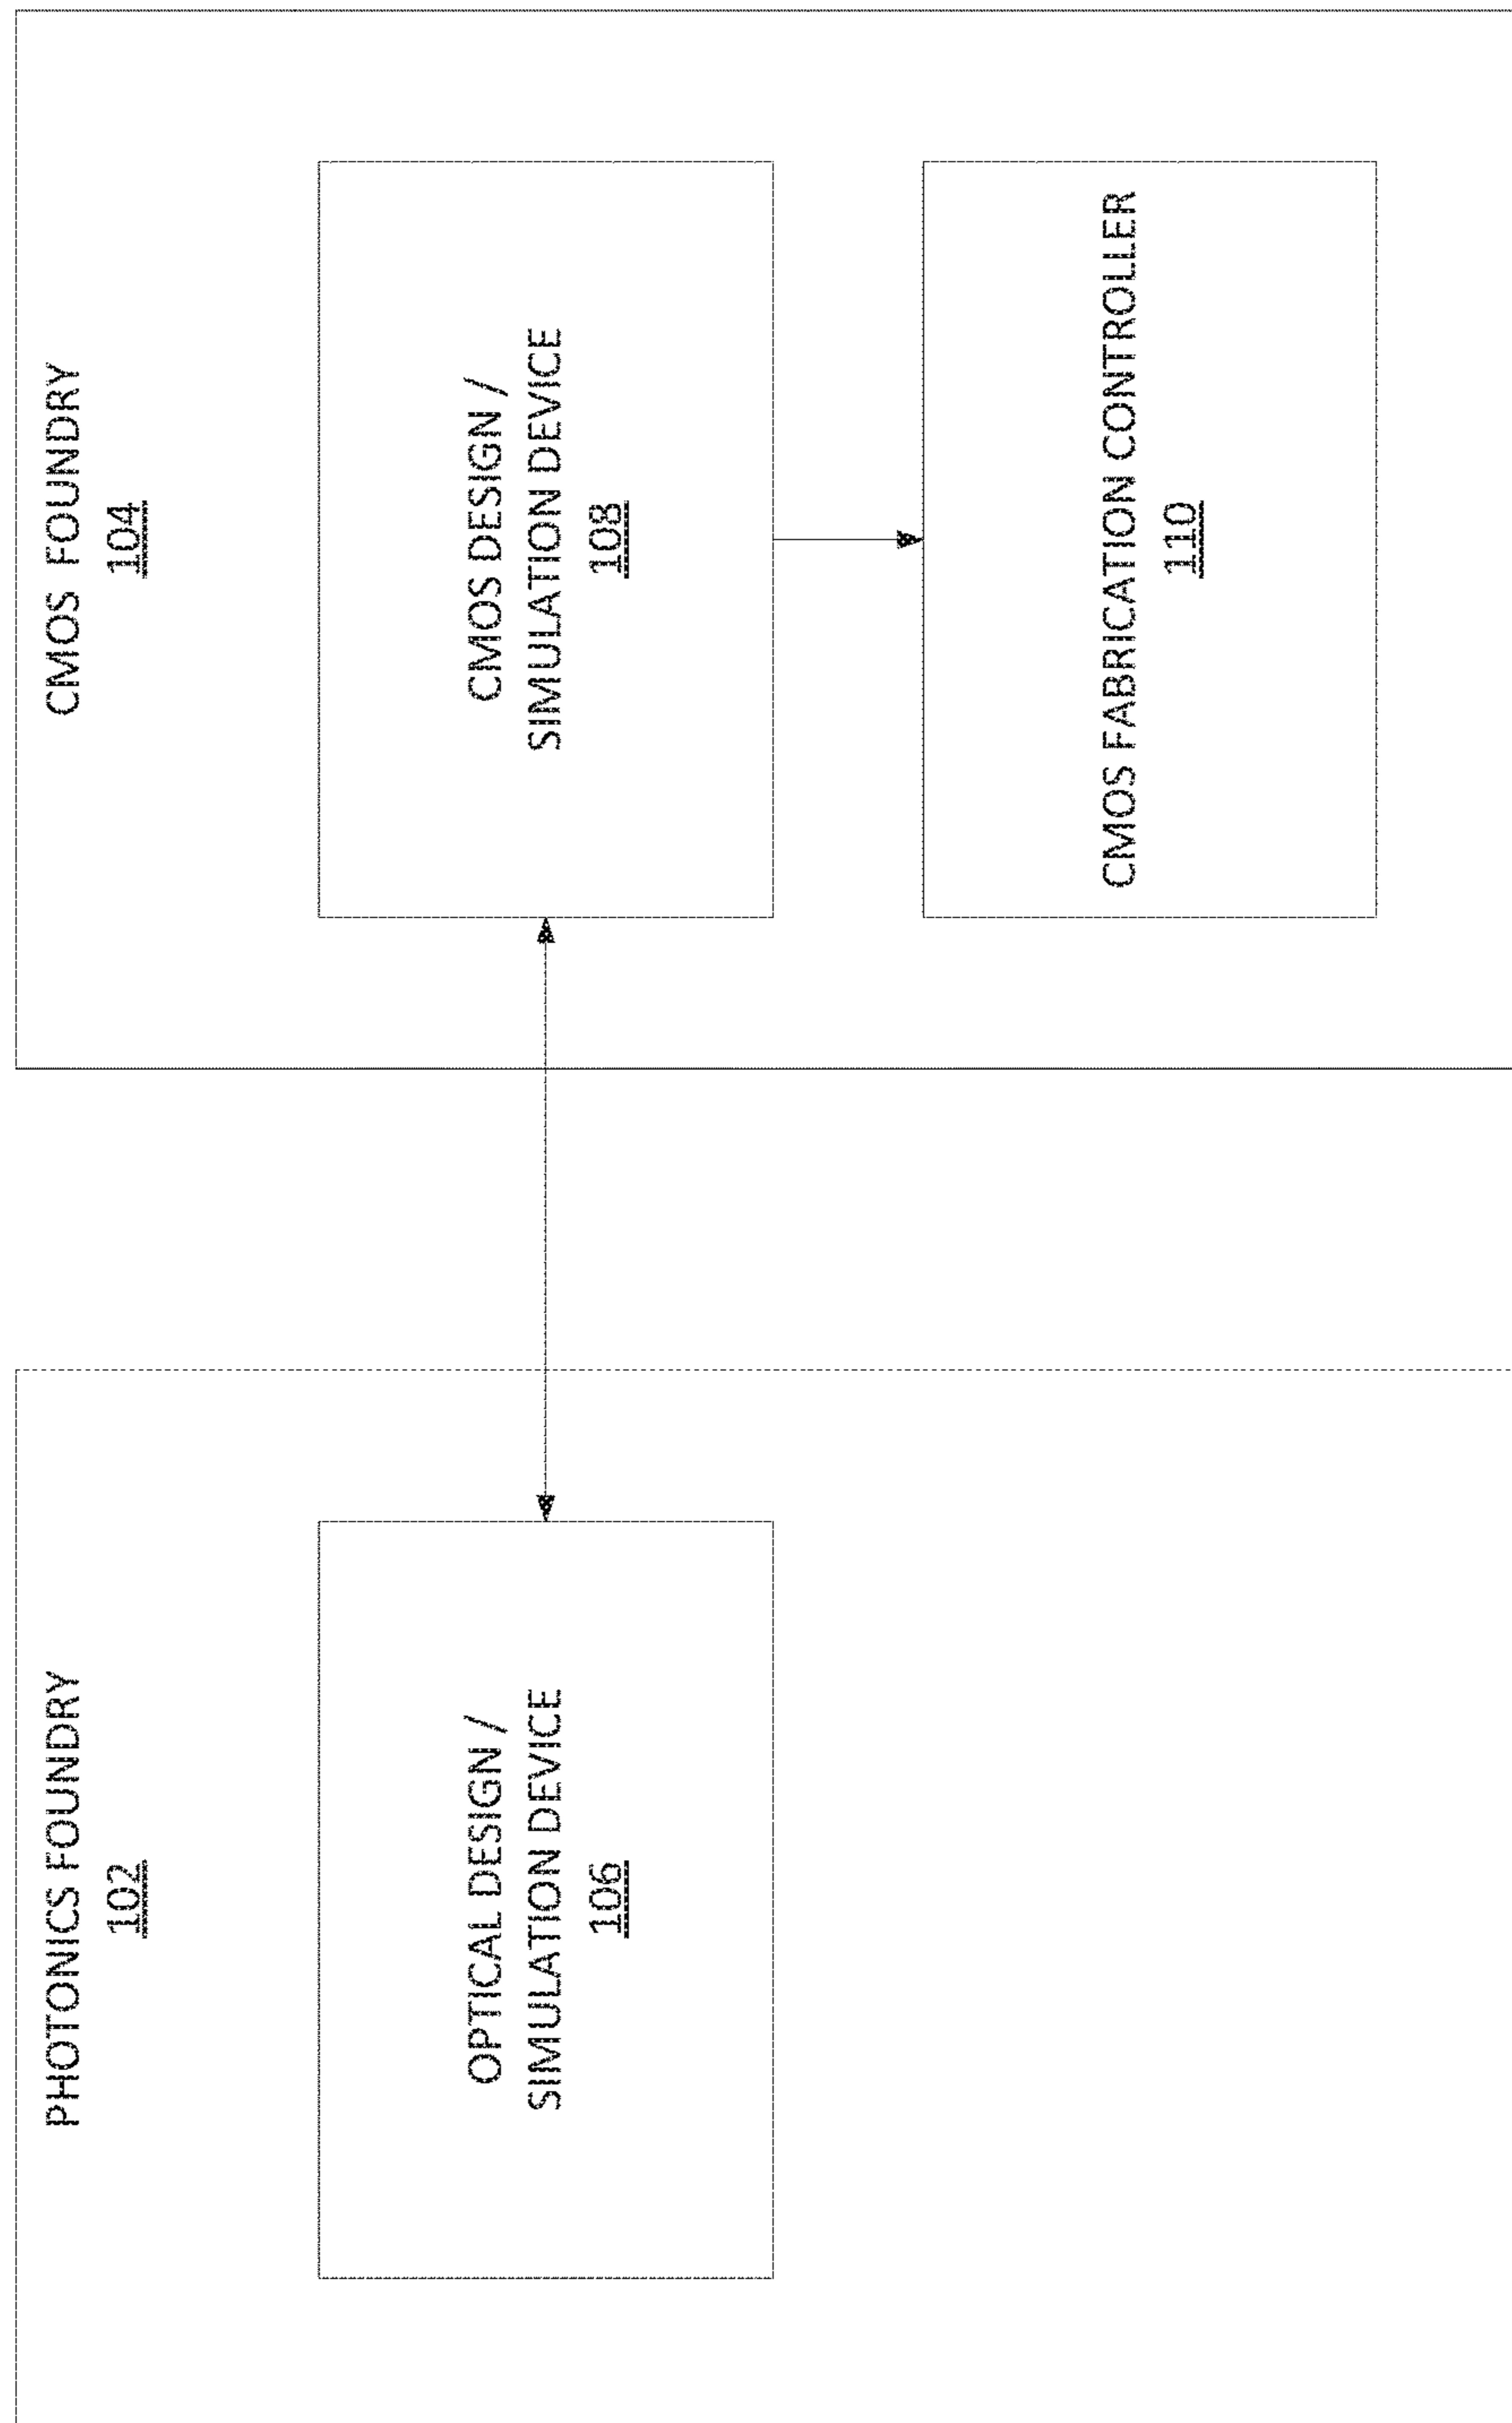 PHOTONICS FOUNDRY
102
OPTICAL DESIGN /
SIMULATION DEVICE
106
CMOS FOUNDRY
104
CMOS DESIGN /
SIMULATION DEVICE
108
CMOS FABRICATION CONTROLLER
110